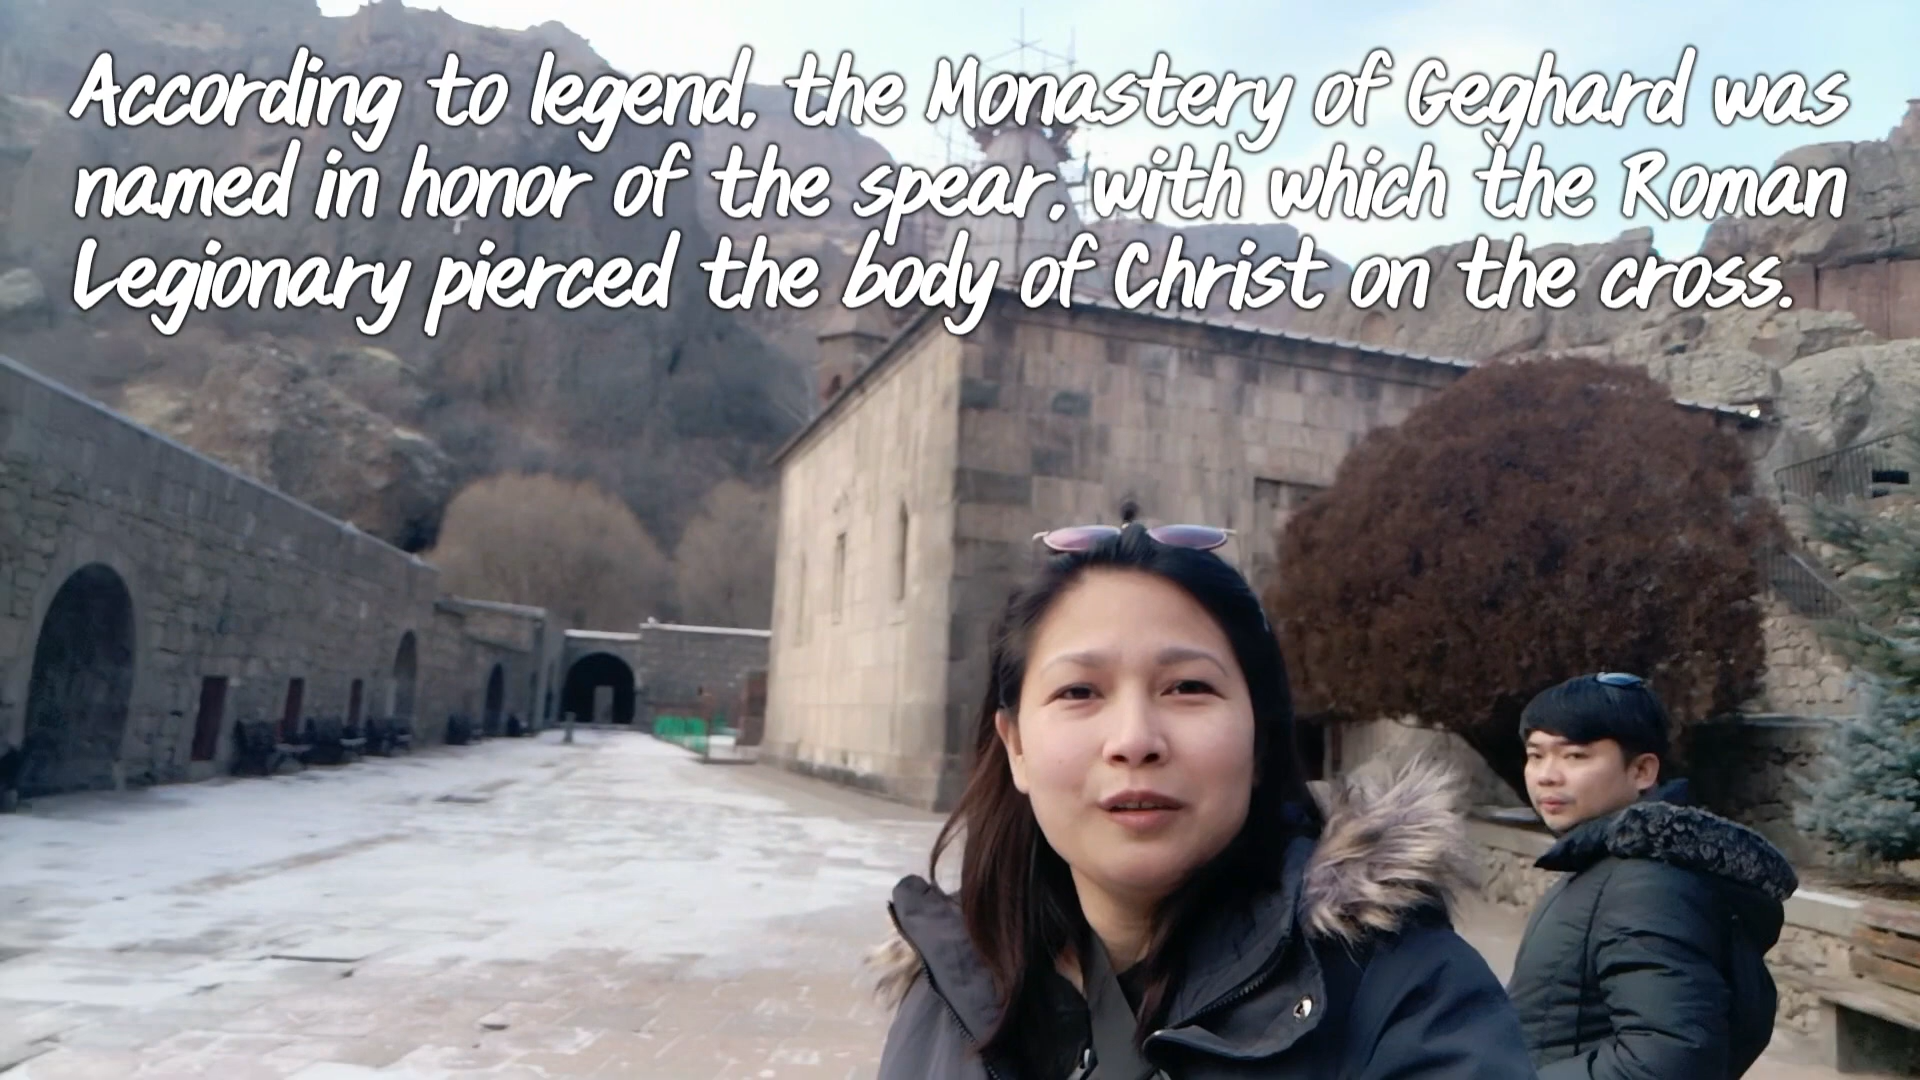 According to legend, the Monastery of Geghard was
named in honor of the spear, with which the Roman
Legionary pierced the body of Christ on the cross.